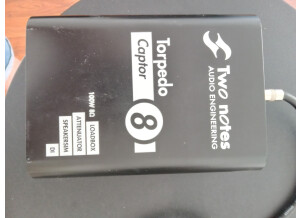 Two notes
AUDIO ENGINEERING
Torpedo
Captor
8
100W 8Ω
LOADBOX
ATTENUATOR
SPEAKERSIM
DI